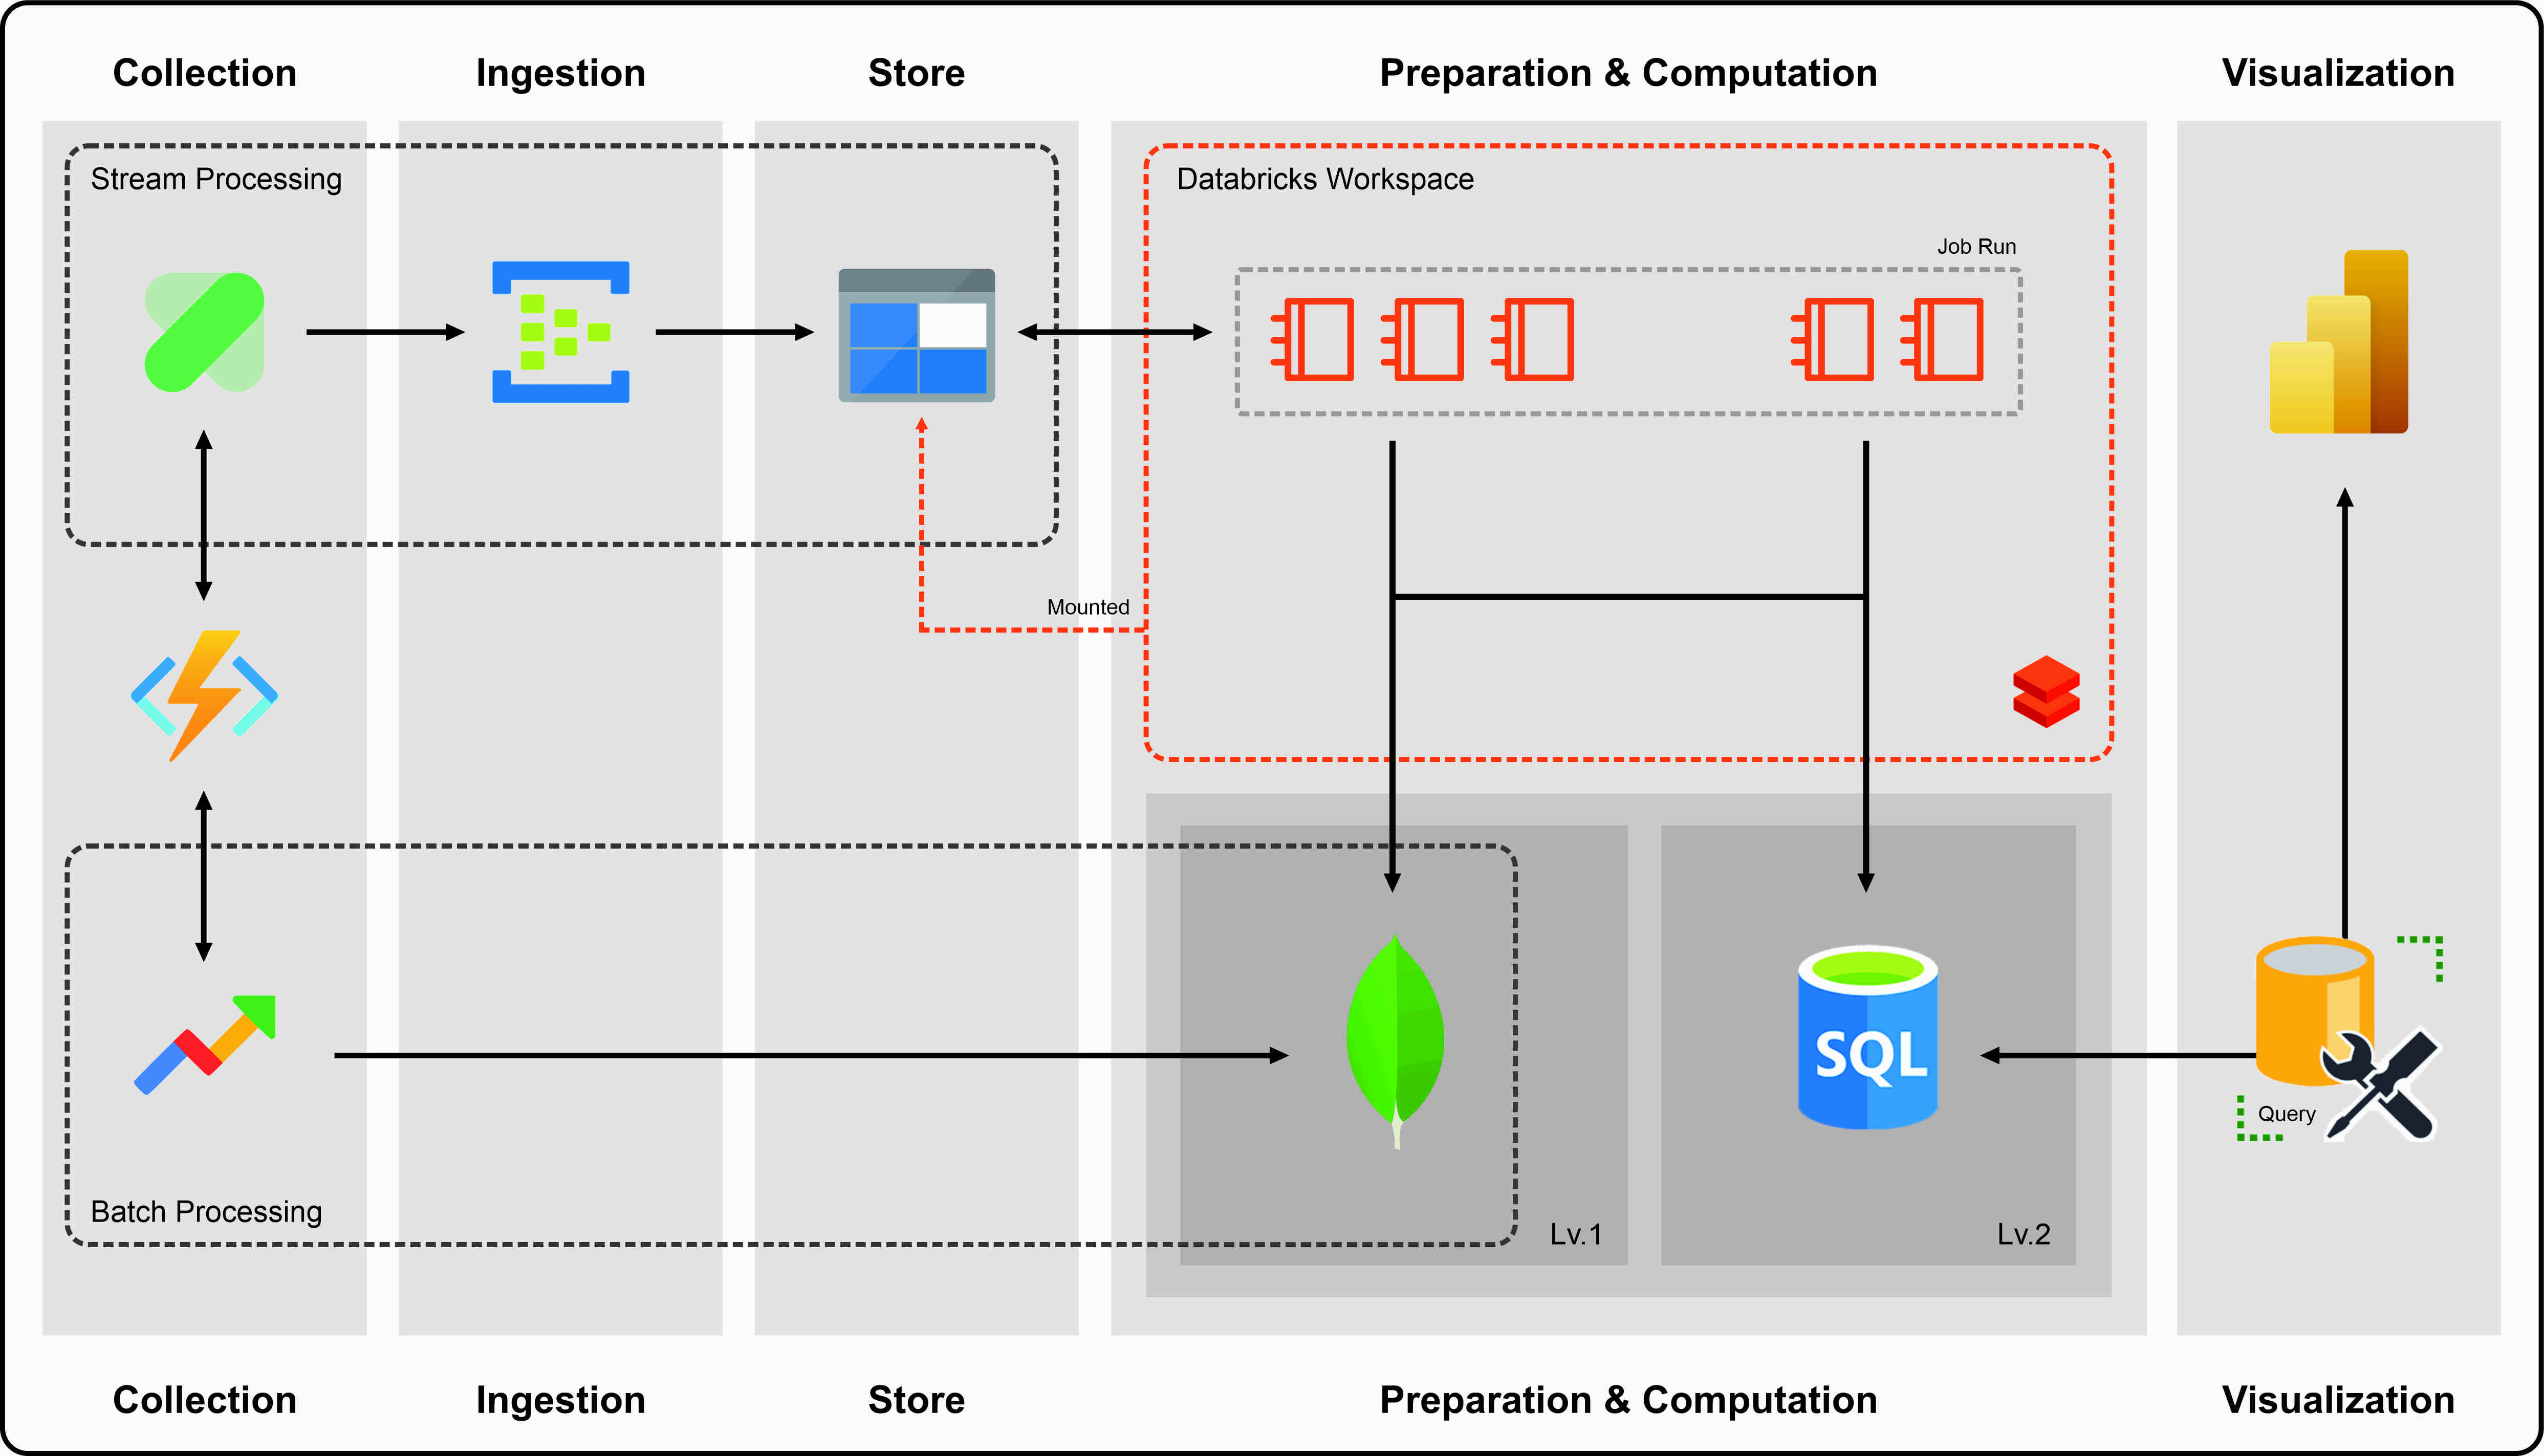 Collection
Ingestion
Store
Preparation & Computation
Visualization
Stream Processing
Databricks Workspace
Job Run
Mounted
SQL
Query
Batch Processing
Lv.1
Lv.2
Collection
Ingestion
Store
Preparation & Computation
Visualization